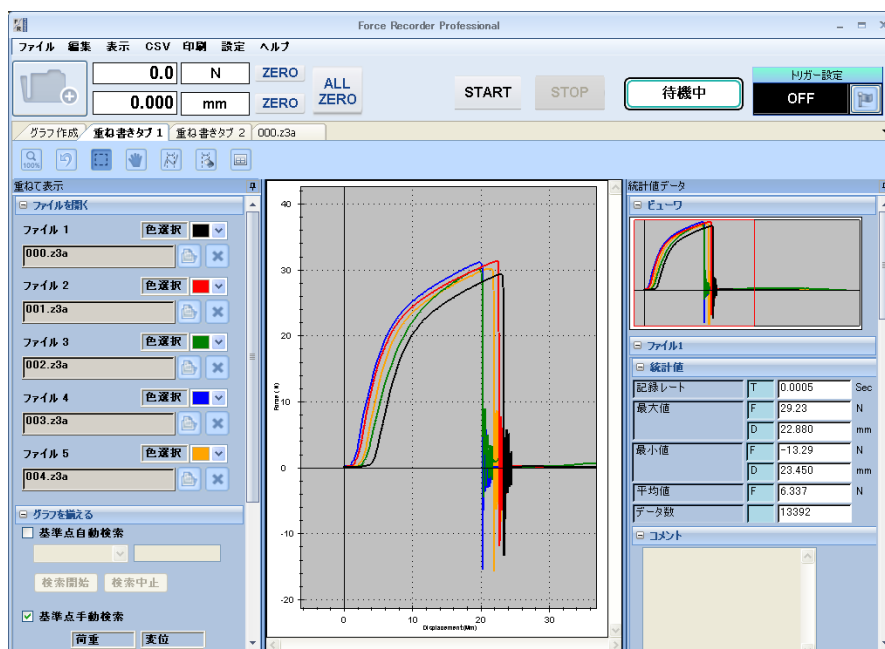 Force Recorder Professional
ファイル 編集 表示 CSV 印刷 設定 ヘルプ
0.0 N ZERO
0.000 mm ZERO
ALL ZERO
START
STOP
待機中
トリガー設定
OFF
グラフ作成 重ね書きタブ 1 重ね書きタブ 2 000.z3a
100%
重ねて表示
ファイルを開く
ファイル 1 色選択
000.z3a
ファイル 2 色選択
001.z3a
ファイル 3 色選択
002.z3a
ファイル 4 色選択
003.z3a
ファイル 5 色選択
004.z3a
グラフを揃える
基準点自動検索
検索開始 検索中止
基準点手動検索
荷重 変位
40
30
20
10
0
-10
-20
Force(N)
0 10 20 30
Displacement(Mm)
統計値データ
ビューワ
ファイル1
統計値
記録レート T 0.0005 Sec
最大値 F 29.23 N
D 22.880 mm
最小値 F -13.29 N
D 23.450 mm
平均値 F 6.337 N
データ数 13392
コメント